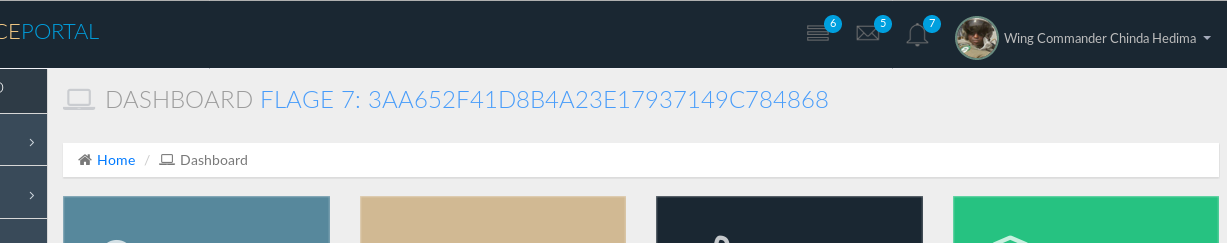 CEPORTAL
6
5
7
Wing Commander Chinda Hedima
DASHBOARD FLAGE 7: 3AA652F41D8B4A23E17937149C784868
Home / Dashboard